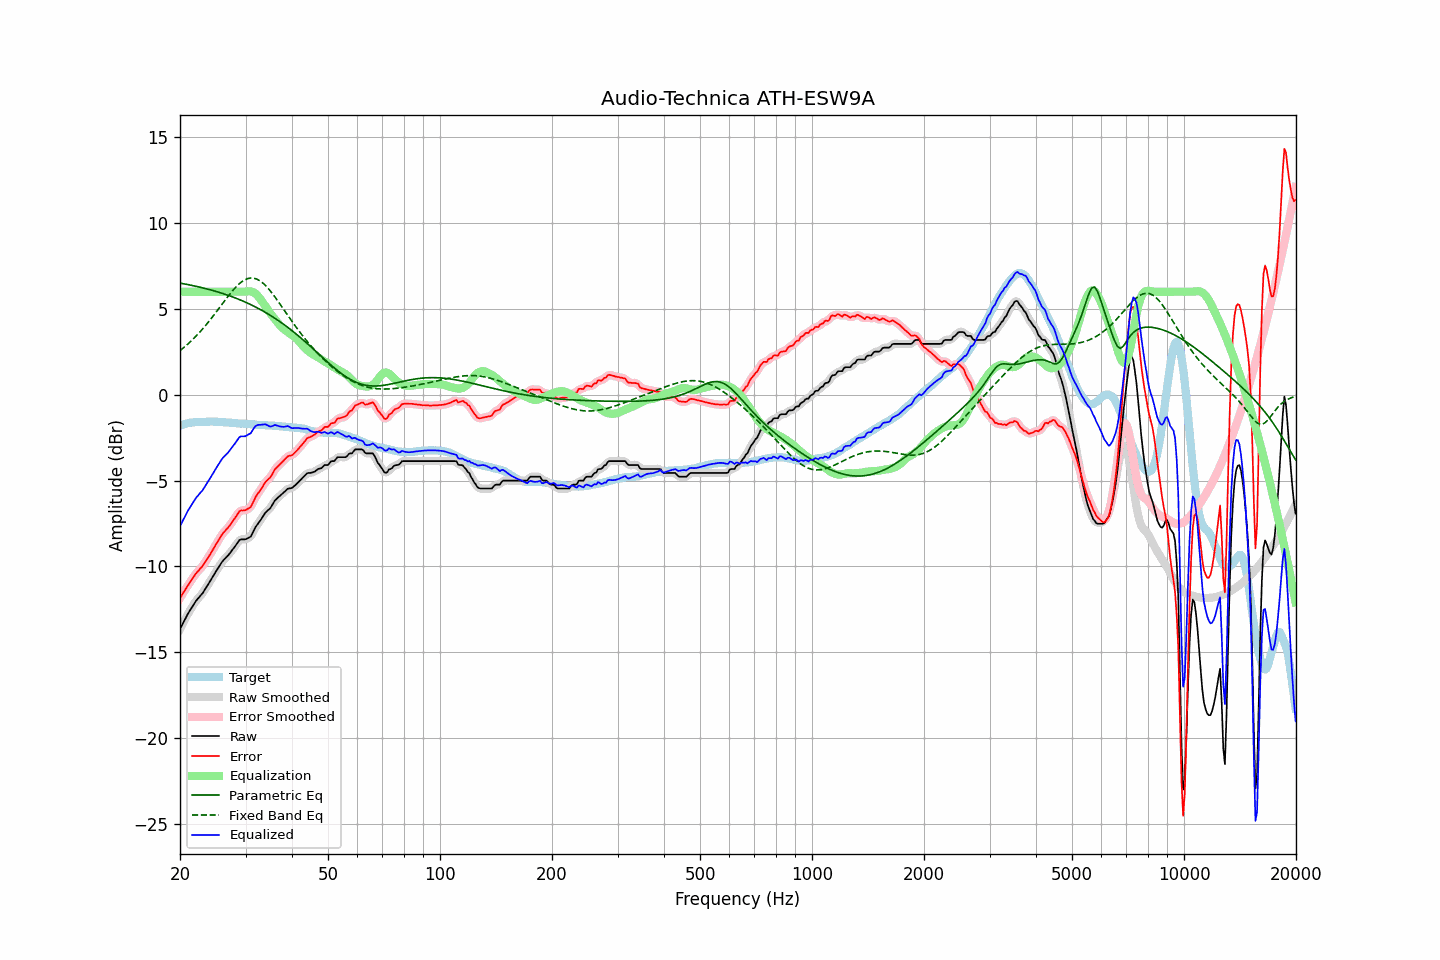 Audio-Technica ATH-ESW9A
15
10
5
0
−5
−10
−15
−20
−25
Amplitude (dBr)
Target
Raw Smoothed
Error Smoothed
Raw
Error
Equalization
Parametric Eq
Fixed Band Eq
Equalized
20 50 100 200 500 1000 2000 5000 10000 20000
Frequency (Hz)